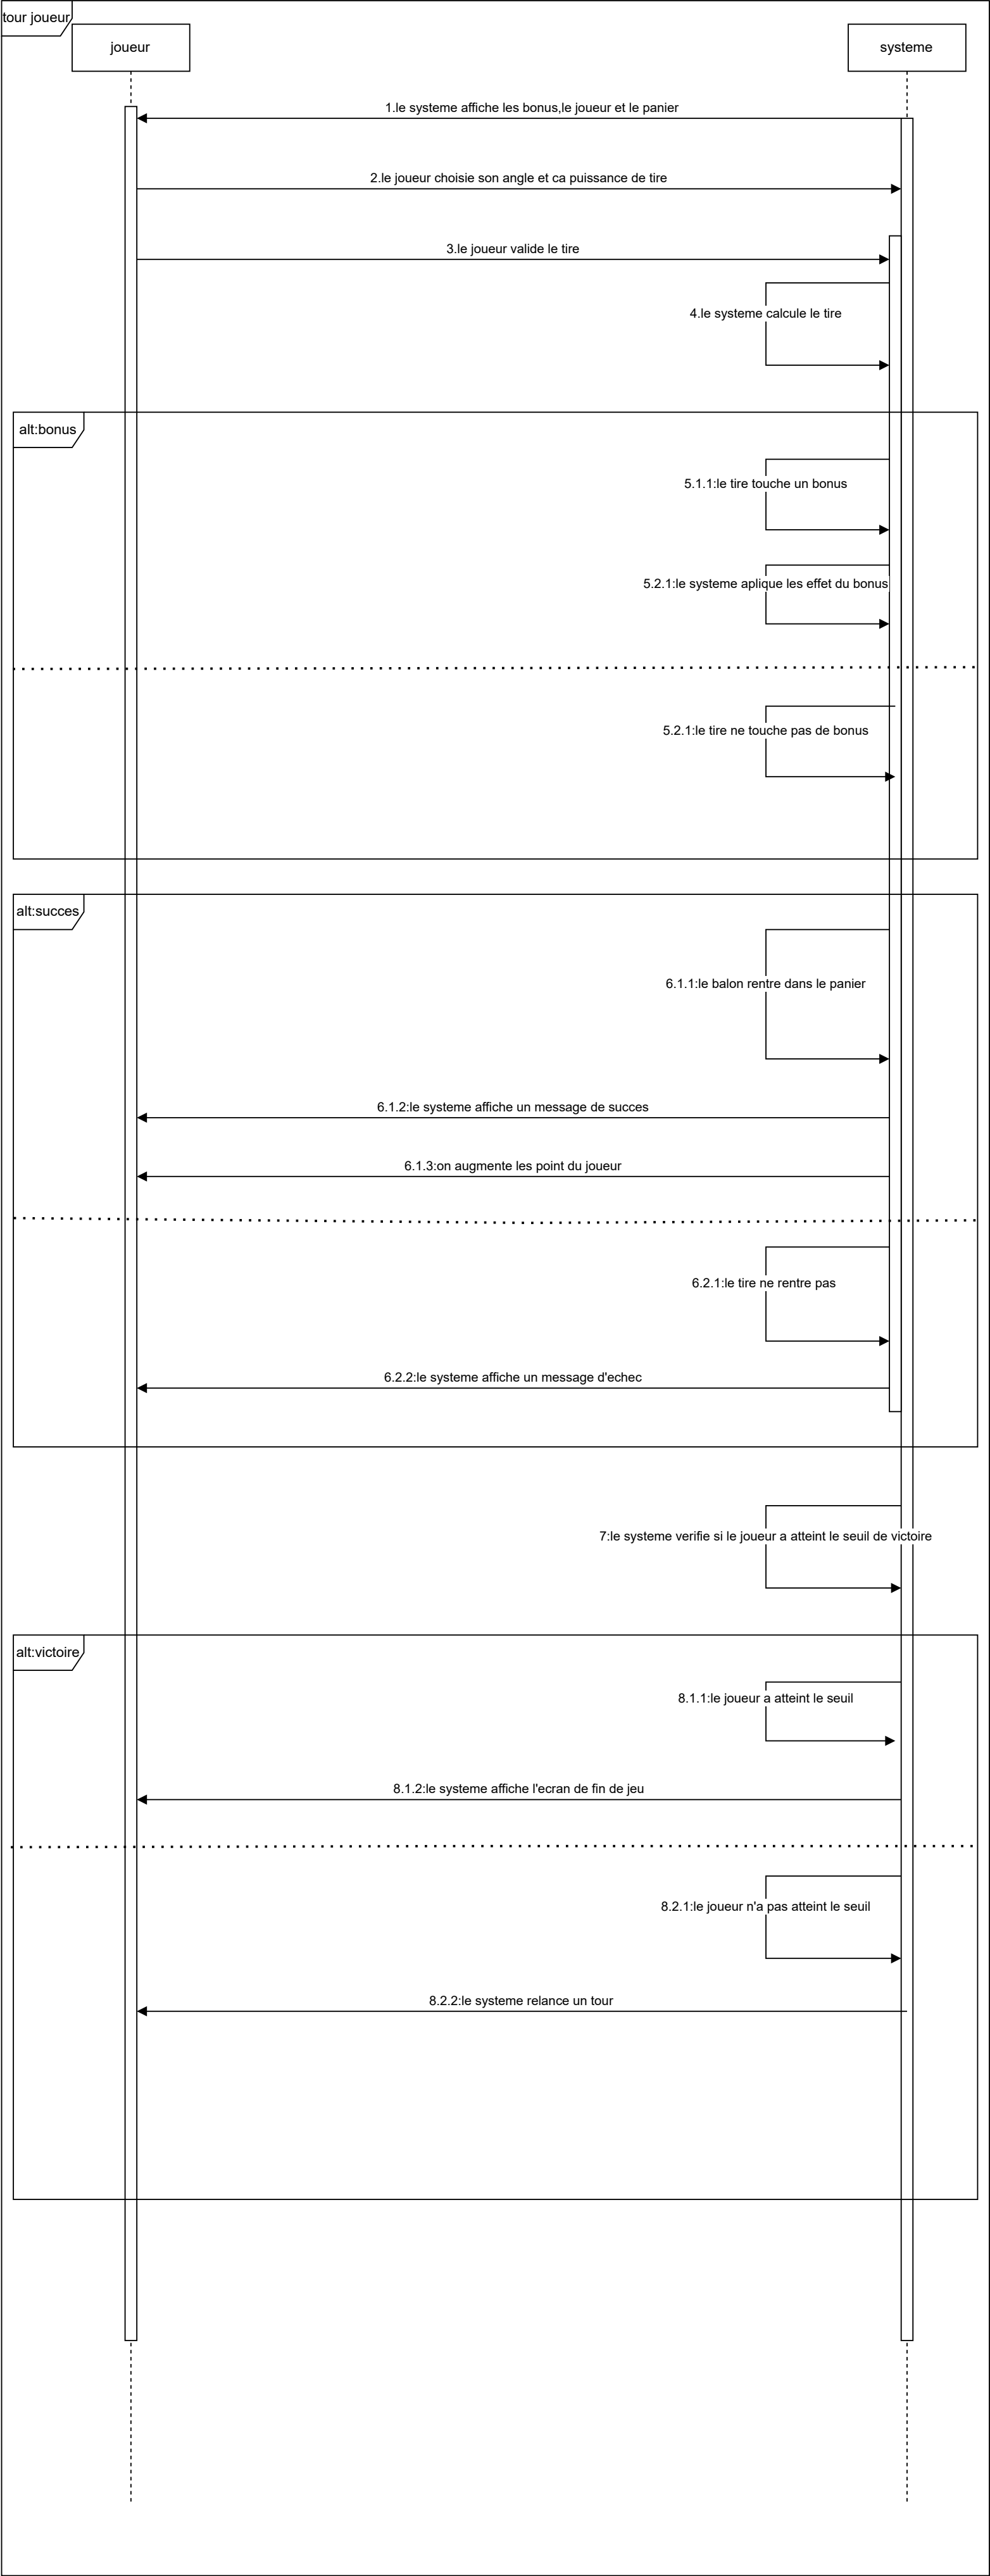 tour joueur
joueur
systeme
1.le systeme affiche les bonus,le joueur et le panier
2.le joueur choisie son angle et ca puissance de tire
3.le joueur valide le tire
4.le systeme calcule le tire
alt:bonus
5.1.1:le tire touche un bonus
5.2.1:le systeme aplique les effet du bonus
5.2.1:le tire ne touche pas de bonus
alt:succes
6.1.1:le balon rentre dans le panier
6.1.2:le systeme affiche un message de succes
6.1.3:on augmente les point du joueur
6.2.1:le tire ne rentre pas
6.2.2:le systeme affiche un message d'echec
7:le systeme verifie si le joueur a atteint le seuil de victoire
alt:victoire
8.1.1:le joueur a atteint le seuil
8.1.2:le systeme affiche l'ecran de fin de jeu
8.2.1:le joueur n'a pas atteint le seuil
8.2.2:le systeme relance un tour